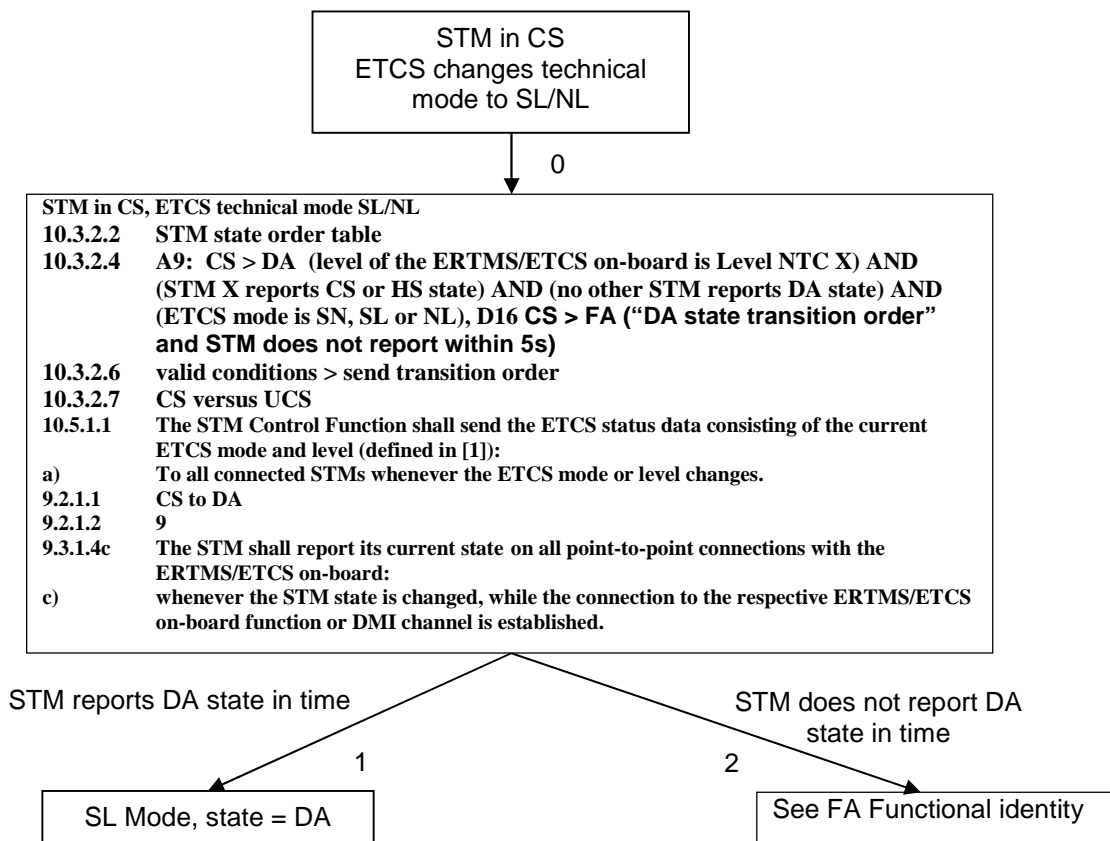 STM in CS
ETCS changes technical
mode to SL/NL
0
STM in CS, ETCS technical mode SL/NL
10.3.2.2 STM state order table
10.3.2.4 A9: CS > DA (level of the ERTMS/ETCS on-board is Level NTC X) AND
(STM X reports CS or HS state) AND (no other STM reports DA state) AND
(ETCS mode is SN, SL or NL), D16 CS > FA (“DA state transition order”
and STM does not report within 5s)
10.3.2.6 valid conditions > send transition order
10.3.2.7 CS versus UCS
10.5.1.1 The STM Control Function shall send the ETCS status data consisting of the current
ETCS mode and level (defined in [1]):
a) To all connected STMs whenever the ETCS mode or level changes.
9.2.1.1 CS to DA
9.2.1.2 9
9.3.1.4c The STM shall report its current state on all point-to-point connections with the
ERTMS/ETCS on-board:
c) whenever the STM state is changed, while the connection to the respective ERTMS/ETCS
on-board function or DMI channel is established.
STM reports DA state in time
STM does not report DA
state in time
1
2
SL Mode, state = DA
See FA Functional identity